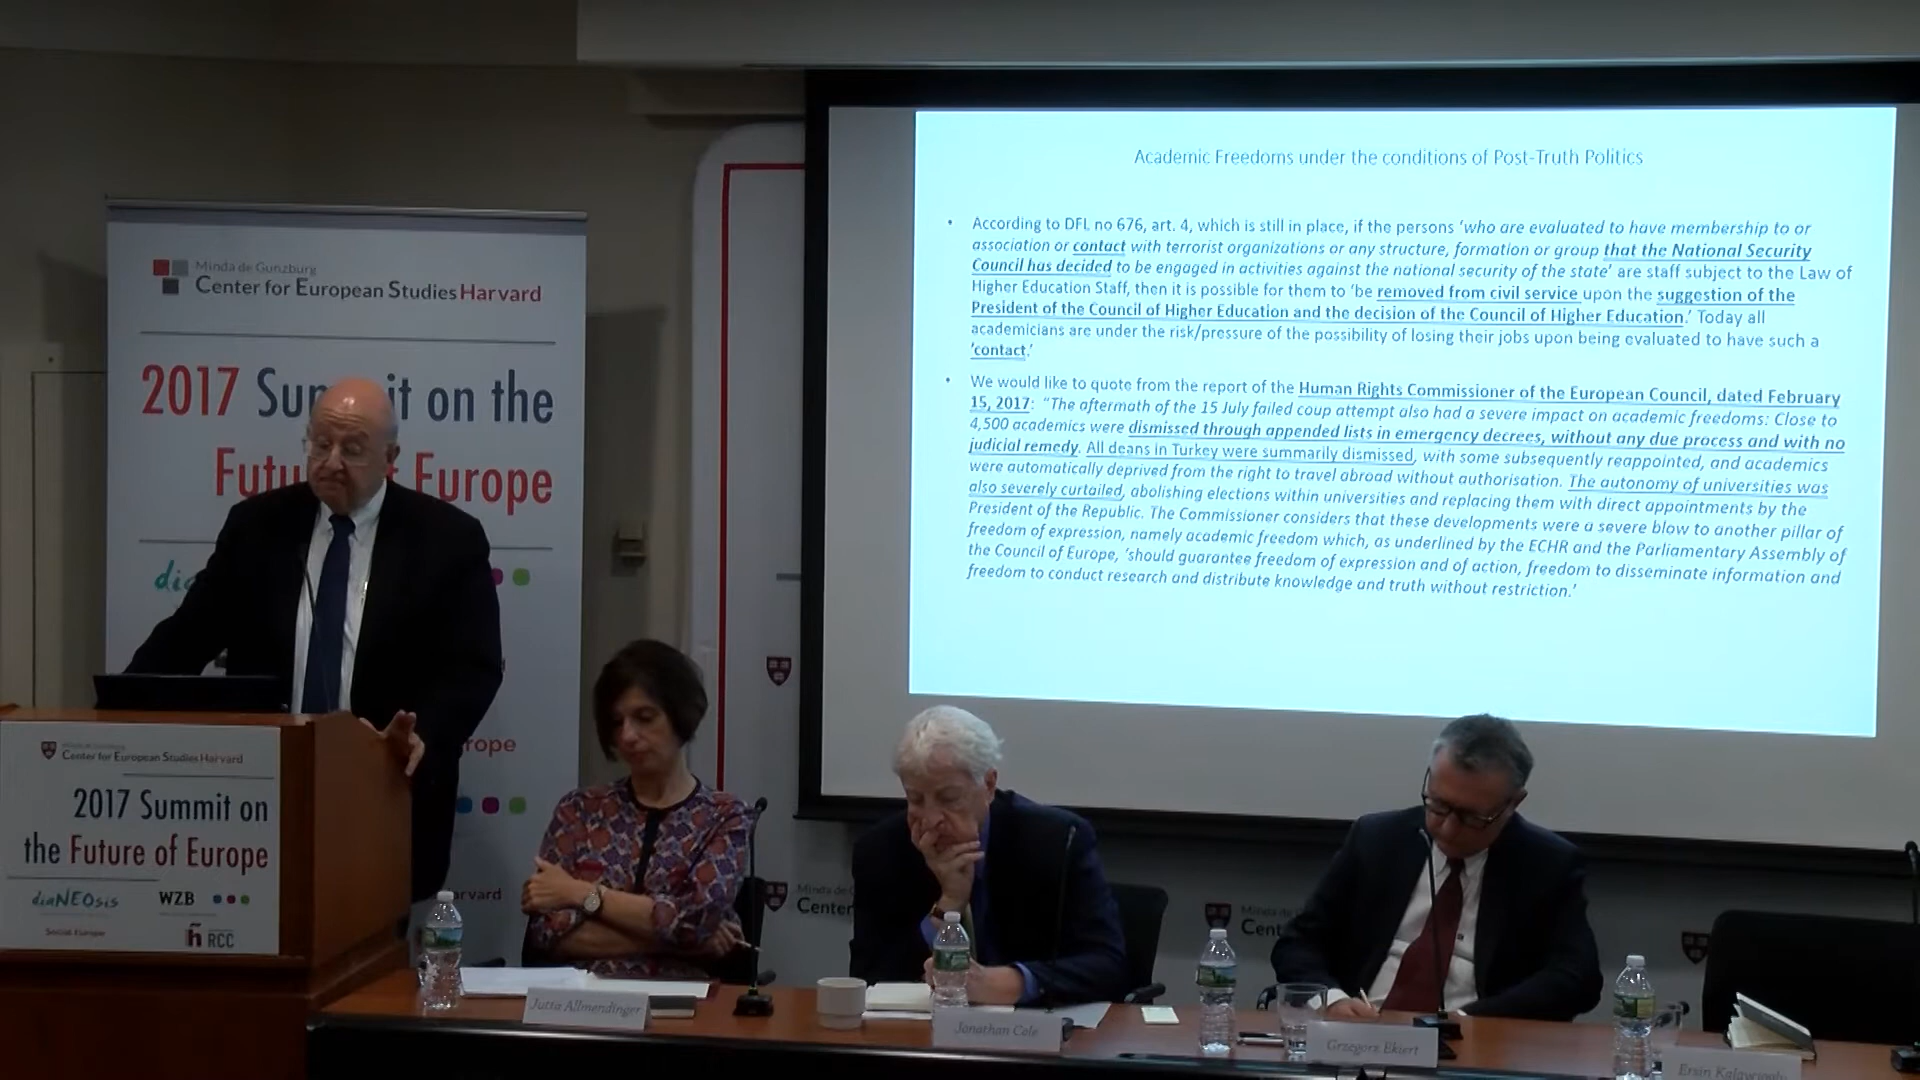 Academic Freedoms under the conditions of Post-Truth Politics
• According to DFL no 676, art. 4, which is still in place, if the persons ‘who are evaluated to have membership to or
association or contact with terrorist organizations or any structure, formation or group that the National Security
Council has decided to be engaged in activities against the national security of the state’ are staff subject to the Law of
Higher Education Staff, then it is possible for them to ‘be removed from civil service upon the suggestion of the
President of the Council of Higher Education and the decision of the Council of Higher Education.’ Today all
academicians are under the risk/pressure of the possibility of losing their jobs upon being evaluated to have such a
‘contact.’
• We would like to quote from the report of the Human Rights Commissioner of the European Council, dated February
15, 2017: “The aftermath of the 15 July failed coup attempt also had a severe impact on academic freedoms: Close to
4,500 academics were dismissed through appended lists in emergency decrees, without any due process and with no
judicial remedy. All deans in Turkey were summarily dismissed, with some subsequently reappointed, and academics
were automatically deprived from the right to travel abroad without authorisation. The autonomy of universities was
also severely curtailed, abolishing elections within universities and replacing them with direct appointments by the
President of the Republic. The Commissioner considers that these developments were a severe blow to another pillar of
freedom of expression, namely academic freedom which, as underlined by the ECHR and the Parliamentary Assembly of
the Council of Europe, ‘should guarantee freedom of expression and of action, freedom to disseminate information and
freedom to conduct research and distribute knowledge and truth without restriction.’
Minda de Gunzburg
Center for European Studies Harvard
2017 Summit on the
Future of Europe
dia
rope
arvard
Minda de G
Center
Minda de
Cent
Minda de Gunzburg
Center for European Studies Harvard
2017 Summit on
the Future of Europe
diaNEOsis
WZB
Social Europe
RCC
Jutta Allmendinger
Jonathan Cole
Grzegorz Ekiert
Ersin Kalaycıoğlu